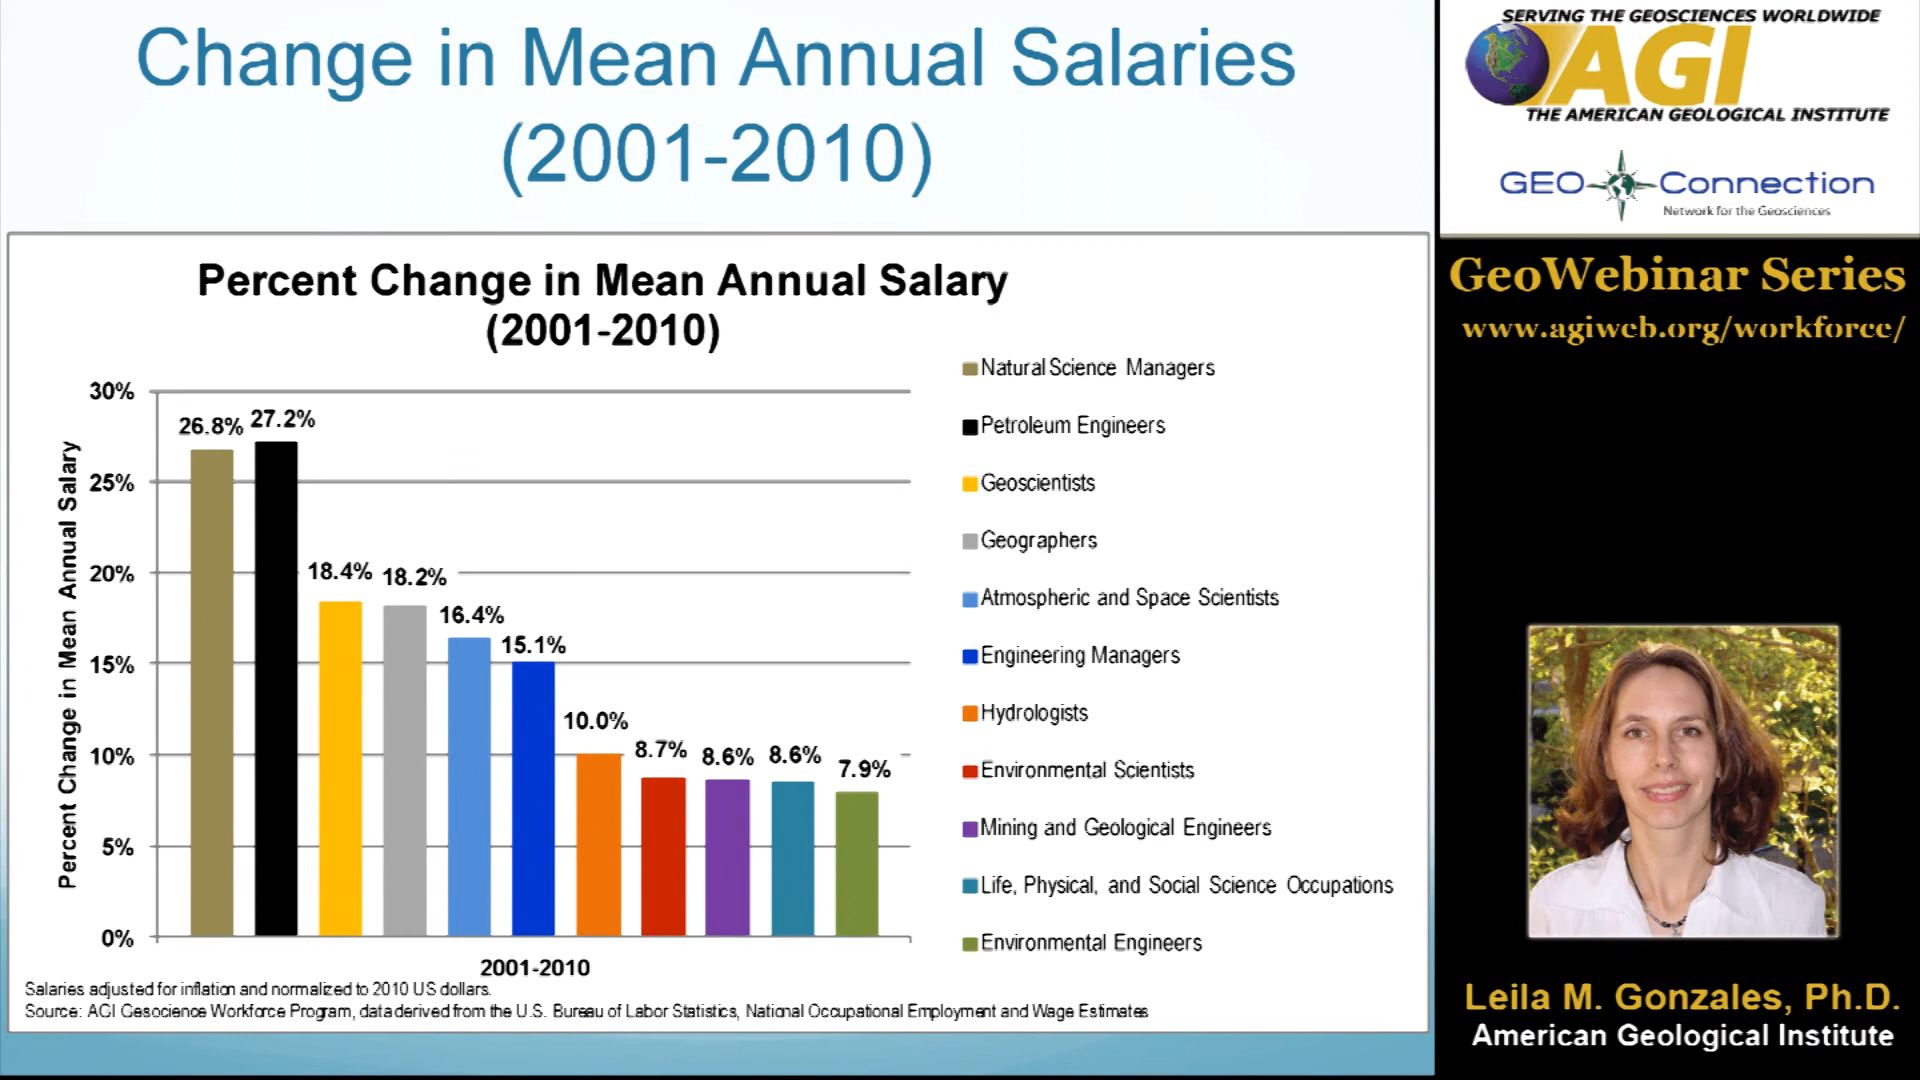 Change in Mean Annual Salaries
(2001-2010)
Percent Change in Mean Annual Salary
(2001-2010)
Percent Change in Mean Annual Salary
30%
25%
20%
15%
10%
5%
0%
26.8%
27.2%
18.4%
18.2%
16.4%
15.1%
10.0%
8.7%
8.6%
8.6%
7.9%
2001-2010
Natural Science Managers
Petroleum Engineers
Geoscientists
Geographers
Atmospheric and Space Scientists
Engineering Managers
Hydrologists
Environmental Scientists
Mining and Geological Engineers
Life, Physical, and Social Science Occupations
Environmental Engineers
Salaries adjusted for inflation and normalized to 2010 US dollars.
Source: AGI Gesocience Workforce Program, data derived from the U.S. Bureau of Labor Statistics, National Occupational Employment and Wage Estimates
SERVING THE GEOSCIENCES WORLDWIDE
AGI
THE AMERICAN GEOLOGICAL INSTITUTE
GEO Connection
Network for the Geosciences
GeoWebinar Series
www.agiweb.org/workforce/
Leila M. Gonzales, Ph.D.
American Geological Institute